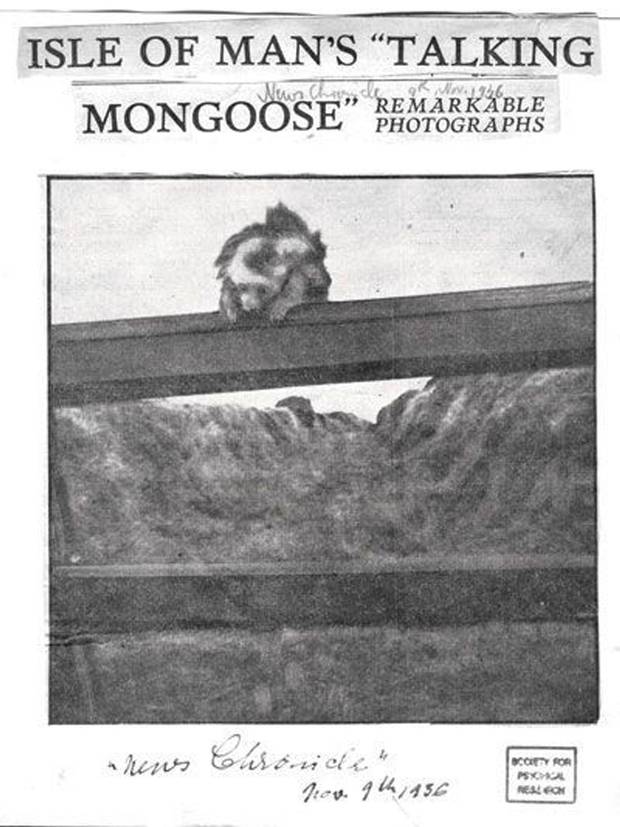 ISLE OF MAN'S “TALKING
MONGOOSE”
REMARKABLE
PHOTOGRAPHS
News Chronicle 9th Nov. 1936
"News Chronicle"
Nov. 9th, 1936
SOCIETY FOR
PSYCHICAL
RESEARCH